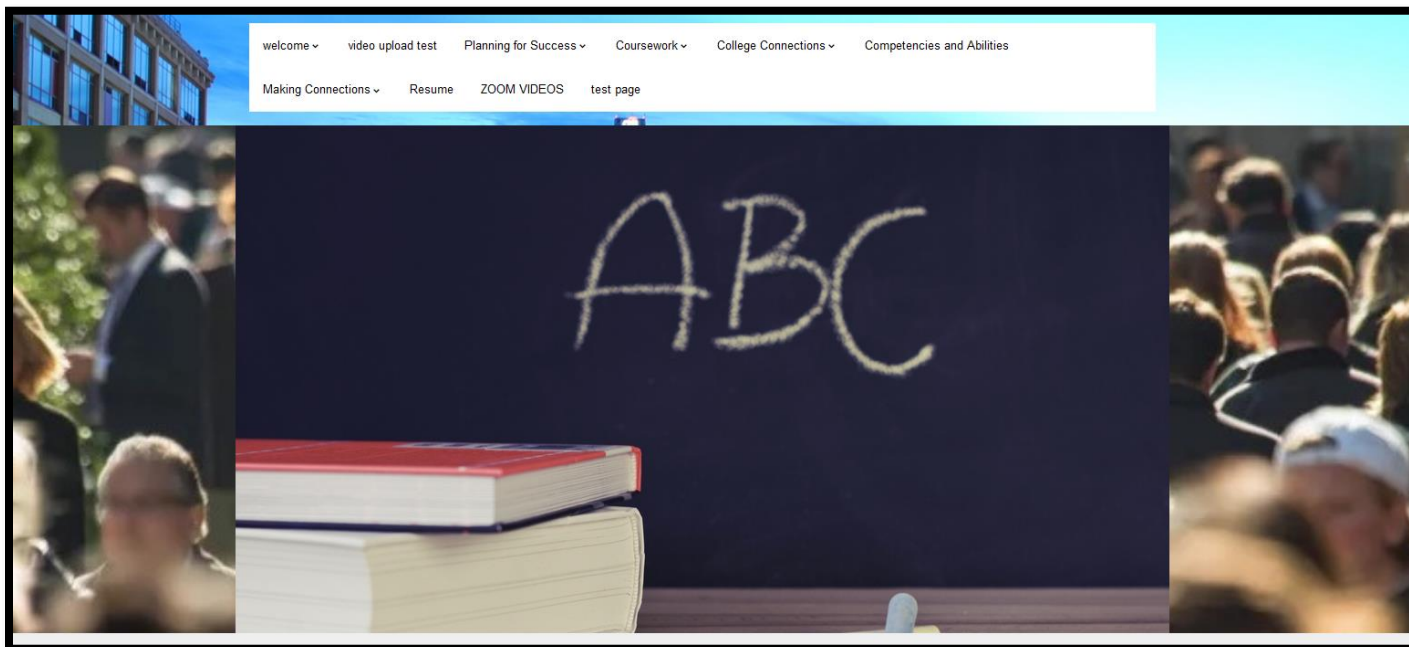 welcome video upload test Planning for Success Coursework College Connections Competencies and Abilities
Making Connections Resume ZOOM VIDEOS test page
ABC